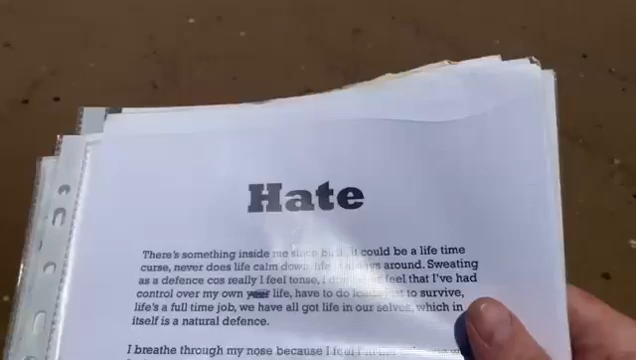 Hate
There's something inside me since birth, it could be a life time
curse, never does life calm down, life is always around. Sweating
as a defence cos really I feel tense, I don't feel that I've had
control over my own life, have to do loads just to survive,
life's a full time job, we have all got life in our selves, which in
itself is a natural defence.
I breathe through my nose because I feel